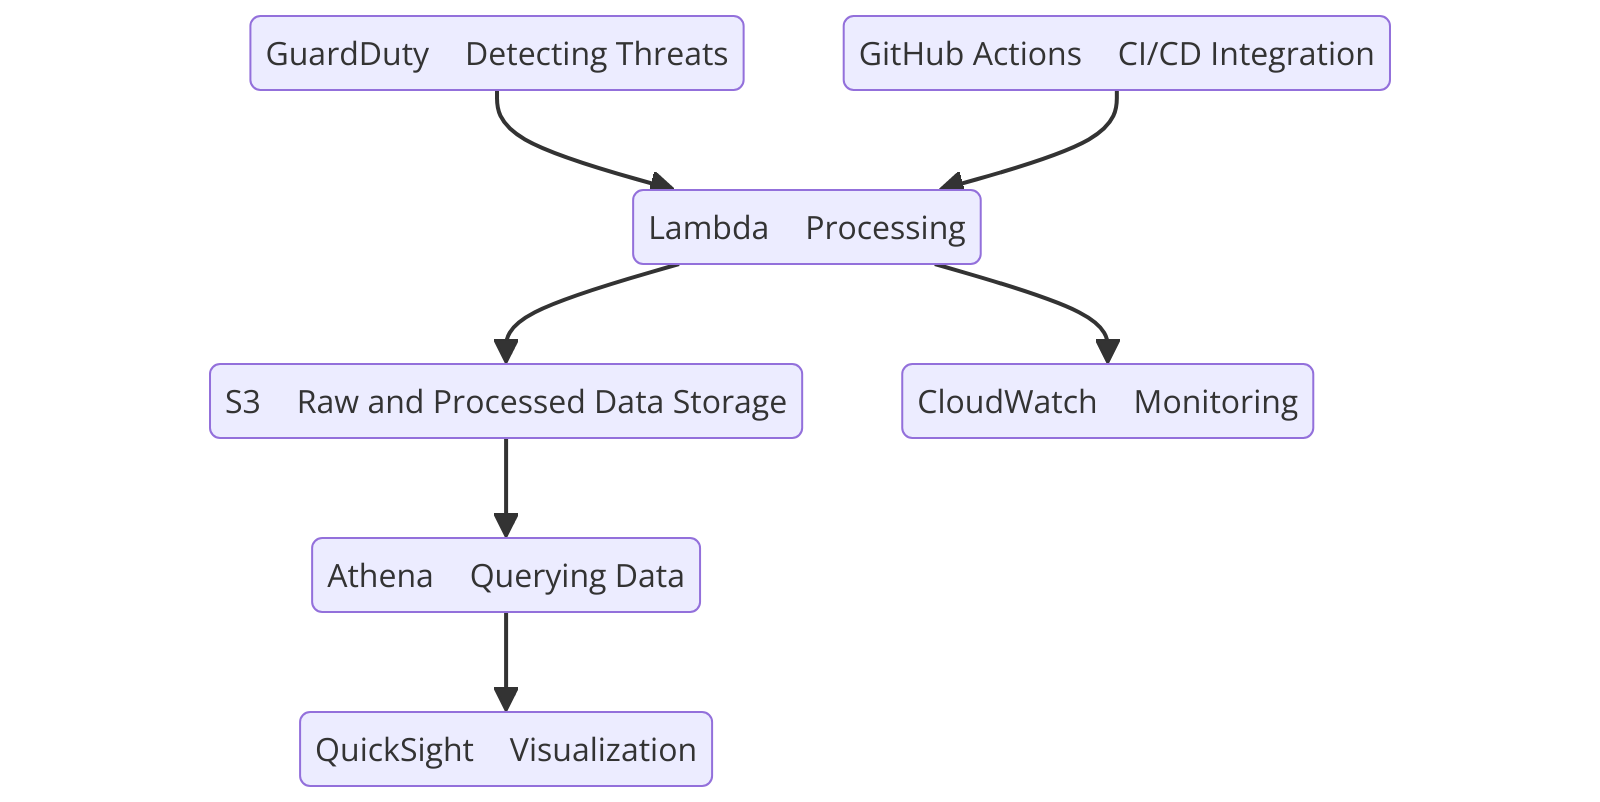 GuardDuty Detecting Threats
GitHub Actions CI/CD Integration
Lambda Processing
S3 Raw and Processed Data Storage
CloudWatch Monitoring
Athena Querying Data
QuickSight Visualization